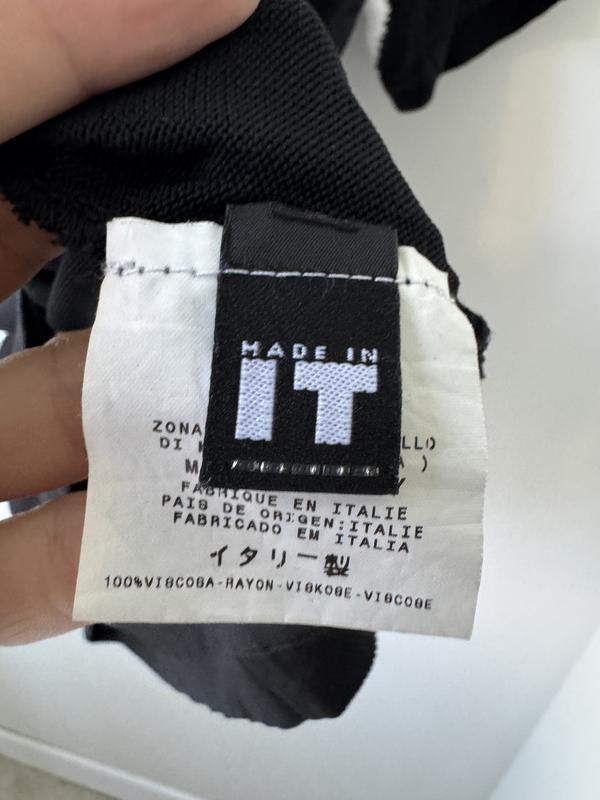 MADE IN
IT
ZONA
LLO
DI
)
FABRIQUE EN ITALIE
PAIS DE ORIGEN:ITALIE
FABRICADO EM ITALIA
イタリー製
100%VISCOSA-RAYON-VISKOSE-VISCOSE